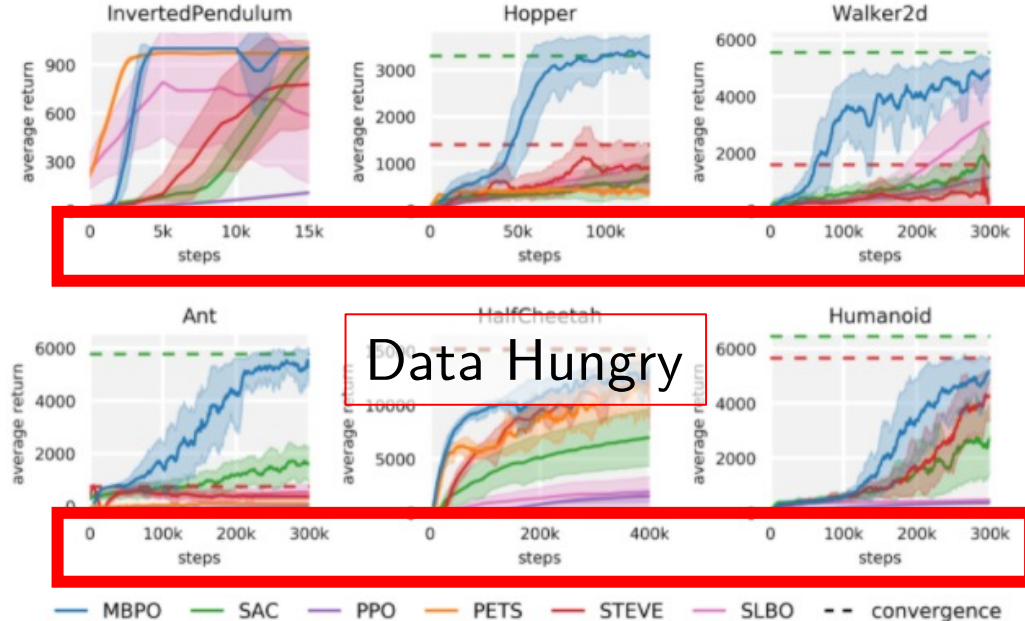 InvertedPendulum
Hopper
Walker2d
average return
900
600
300
0 5k 10k 15k
steps
average return
3000
2000
1000
0 50k 100k
steps
average return
6000
4000
2000
0 100k 200k 300k
steps
Ant
HalfCheetah
Humanoid
Data Hungry
average return
6000
4000
2000
0
0 100k 200k 300k
steps
average return
15000
10000
5000
0 200k 400k
steps
average return
6000
4000
2000
0 100k 200k 300k
steps
MBPO SAC PPO PETS STEVE SLBO convergence